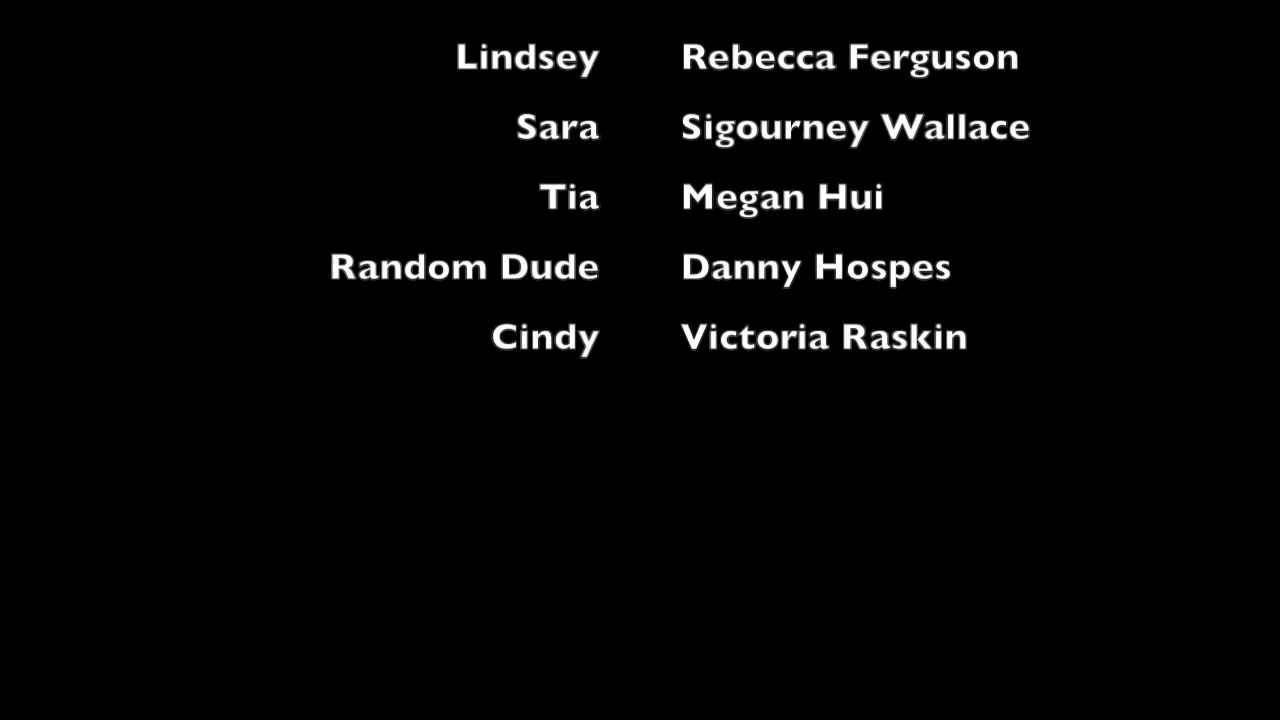 Lindsey Rebecca Ferguson
Sara Sigourney Wallace
Tia Megan Hui
Random Dude Danny Hospes
Cindy Victoria Raskin